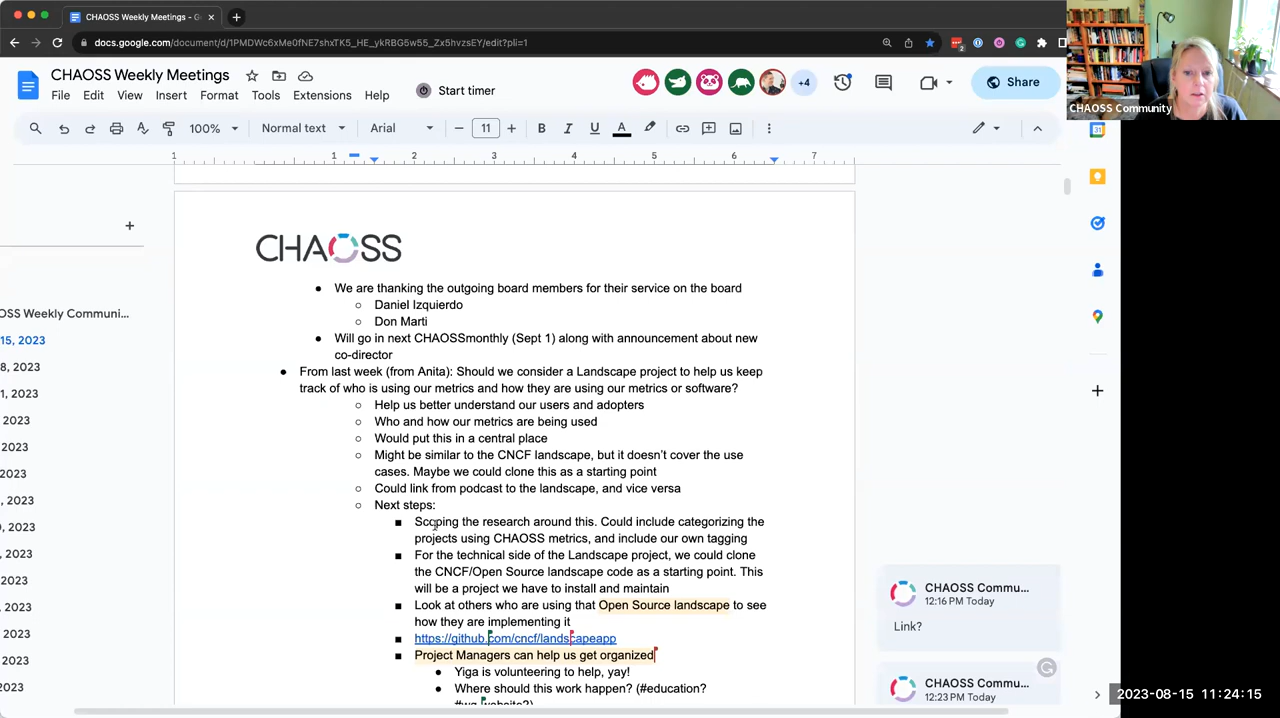 CHAOSS Weekly Meetings - G
docs.google.com/document/d/1PMDWc6xMe0fNE7shxTK5_HE_ykRBG6w55_Zx5hvzsEY/edit?pli=1
CHAOSS Weekly Meetings
File Edit View Insert Format Tools Extensions Help
Start timer
+4
Share
CHAOSS Community
100% Normal text Arial 11
1 1 2 3 4 5 6 7
CHAOSS
OSS Weekly Communi...
15, 2023
8, 2023
1, 2023
2023
2023
, 2023
0, 2023
, 2023
3, 2023
, 2023
3, 2023
We are thanking the outgoing board members for their service on the board
Daniel Izquierdo
Don Marti
Will go in next CHAOSSmonthly (Sept 1) along with announcement about new
co-director
From last week (from Anita): Should we consider a Landscape project to help us keep
track of who is using our metrics and how they are using our metrics or software?
Help us better understand our users and adopters
Who and how our metrics are being used
Would put this in a central place
Might be similar to the CNCF landscape, but it doesn't cover the use
cases. Maybe we could clone this as a starting point
Could link from podcast to the landscape, and vice versa
Next steps:
Scoping the research around this. Could include categorizing the
projects using CHAOSS metrics, and include our own tagging
For the technical side of the Landscape project, we could clone
the CNCF/Open Source landscape code as a starting point. This
will be a project we have to install and maintain
Look at others who are using that Open Source landscape to see
how they are implementing it
https://github.com/cncf/landscapeapp
Project Managers can help us get organized
Yiga is volunteering to help, yay!
Where should this work happen? (#education?
#wg website?)
CHAOSS Commu...
12:16 PM Today
Link?
CHAOSS Commu...
12:23 PM Today
2023-08-15 11:24:15